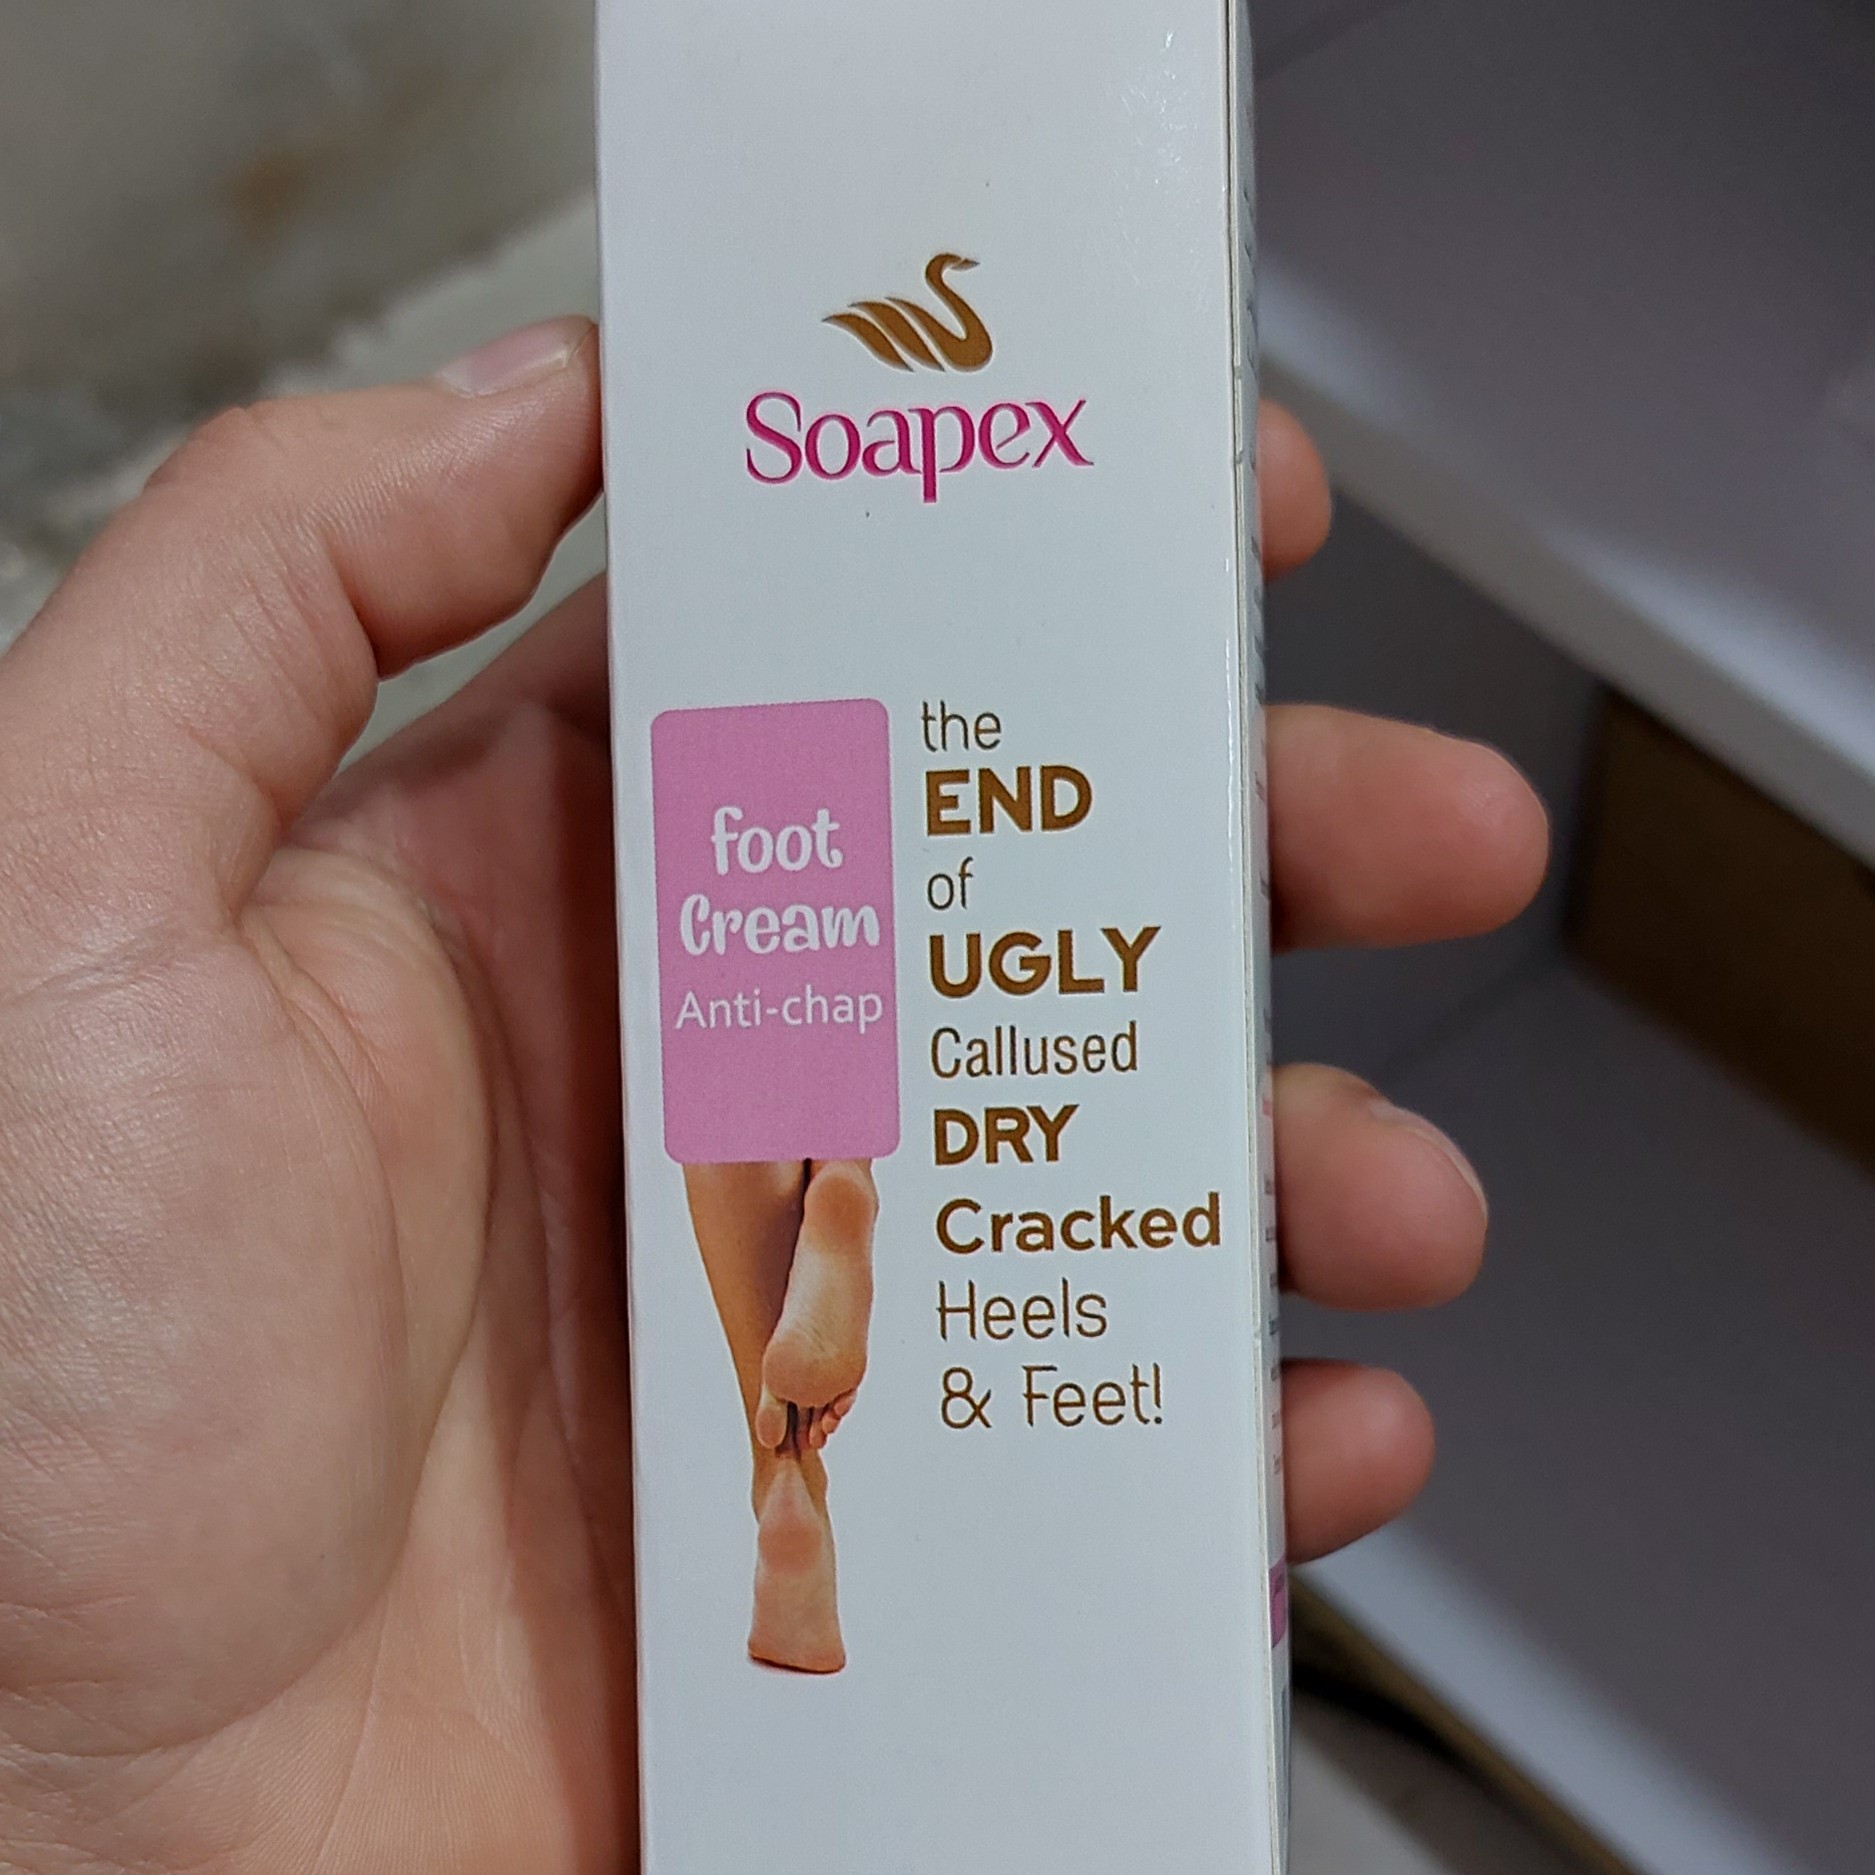 Soapex
foot
Cream
Anti-chap
the
END
of
UGLY
Callused
DRY
Cracked
Heels
& Feet!